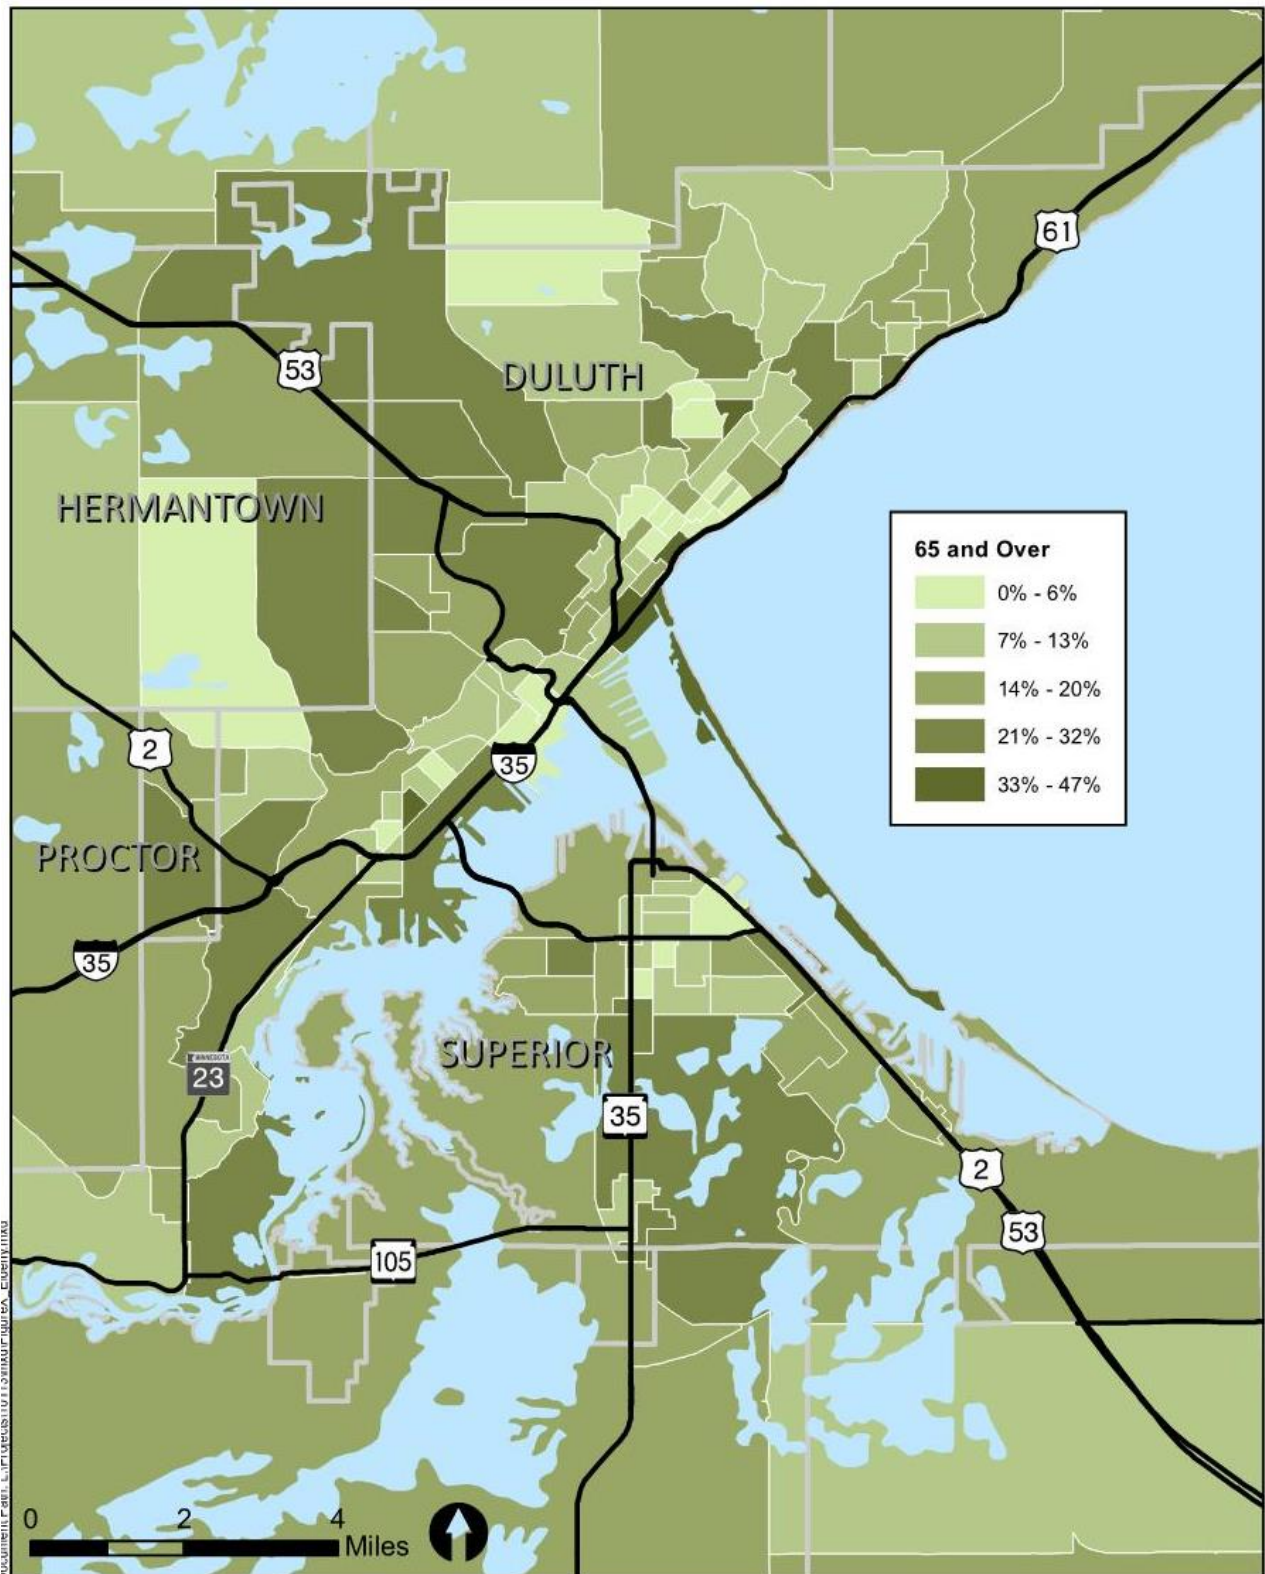 61
53
DULUTH
HERMANTOWN
65 and Over
0% - 6%
7% - 13%
14% - 20%
21% - 32%
33% - 47%
2
35
PROCTOR
35
SUPERIOR
MINNESOTA
23
35
2
53
105
0 2 4
Miles